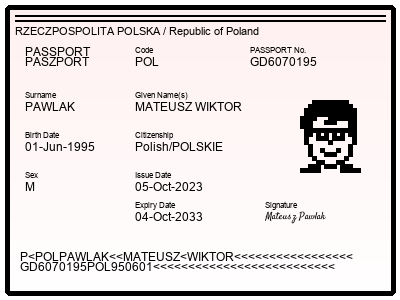 RZECZPOSPOLITA POLSKA / Republic of Poland
PASSPORT Code PASSPORT No.
PASZPORT POL GD6070195
Surname Given Name(s)
PAWLAK MATEUSZ WIKTOR
Birth Date Citizenship
01-Jun-1995 Polish/POLSKIE
Sex Issue Date
M 05-Oct-2023
Expiry Date Signature
04-Oct-2033 Mateusz Pawlak
P<POLPAWLAK<<MATEUSZ<WIKTOR<<<<<<<<<<<<<<<<<
GD6070195POL950601<<<<<<<<<<<<<<<<<<<<<<<<<<